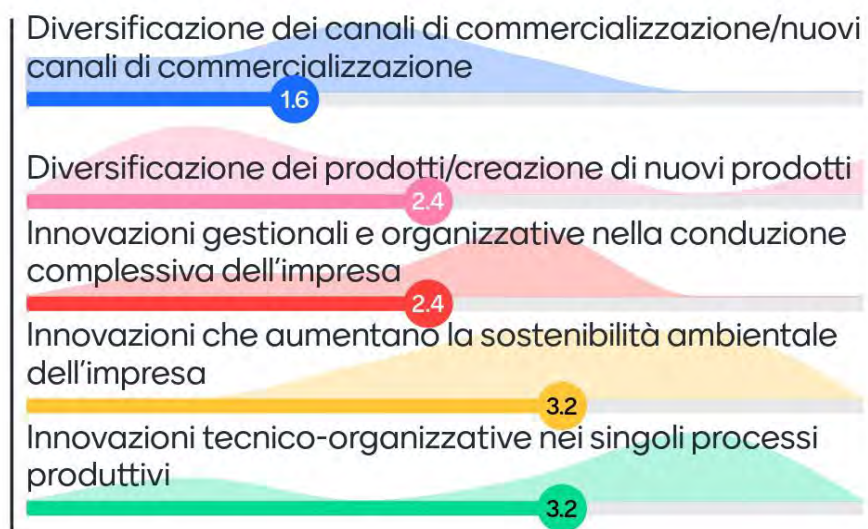 Diversificazione dei canali di commercializzazione/nuovi
canali di commercializzazione
1.6
Diversificazione dei prodotti/creazione di nuovi prodotti
2.4
Innovazioni gestionali e organizzative nella conduzione
complessiva dell'impresa
2.4
Innovazioni che aumentano la sostenibilità ambientale
dell'impresa
3.2
Innovazioni tecnico-organizzative nei singoli processi
produttivi
3.2